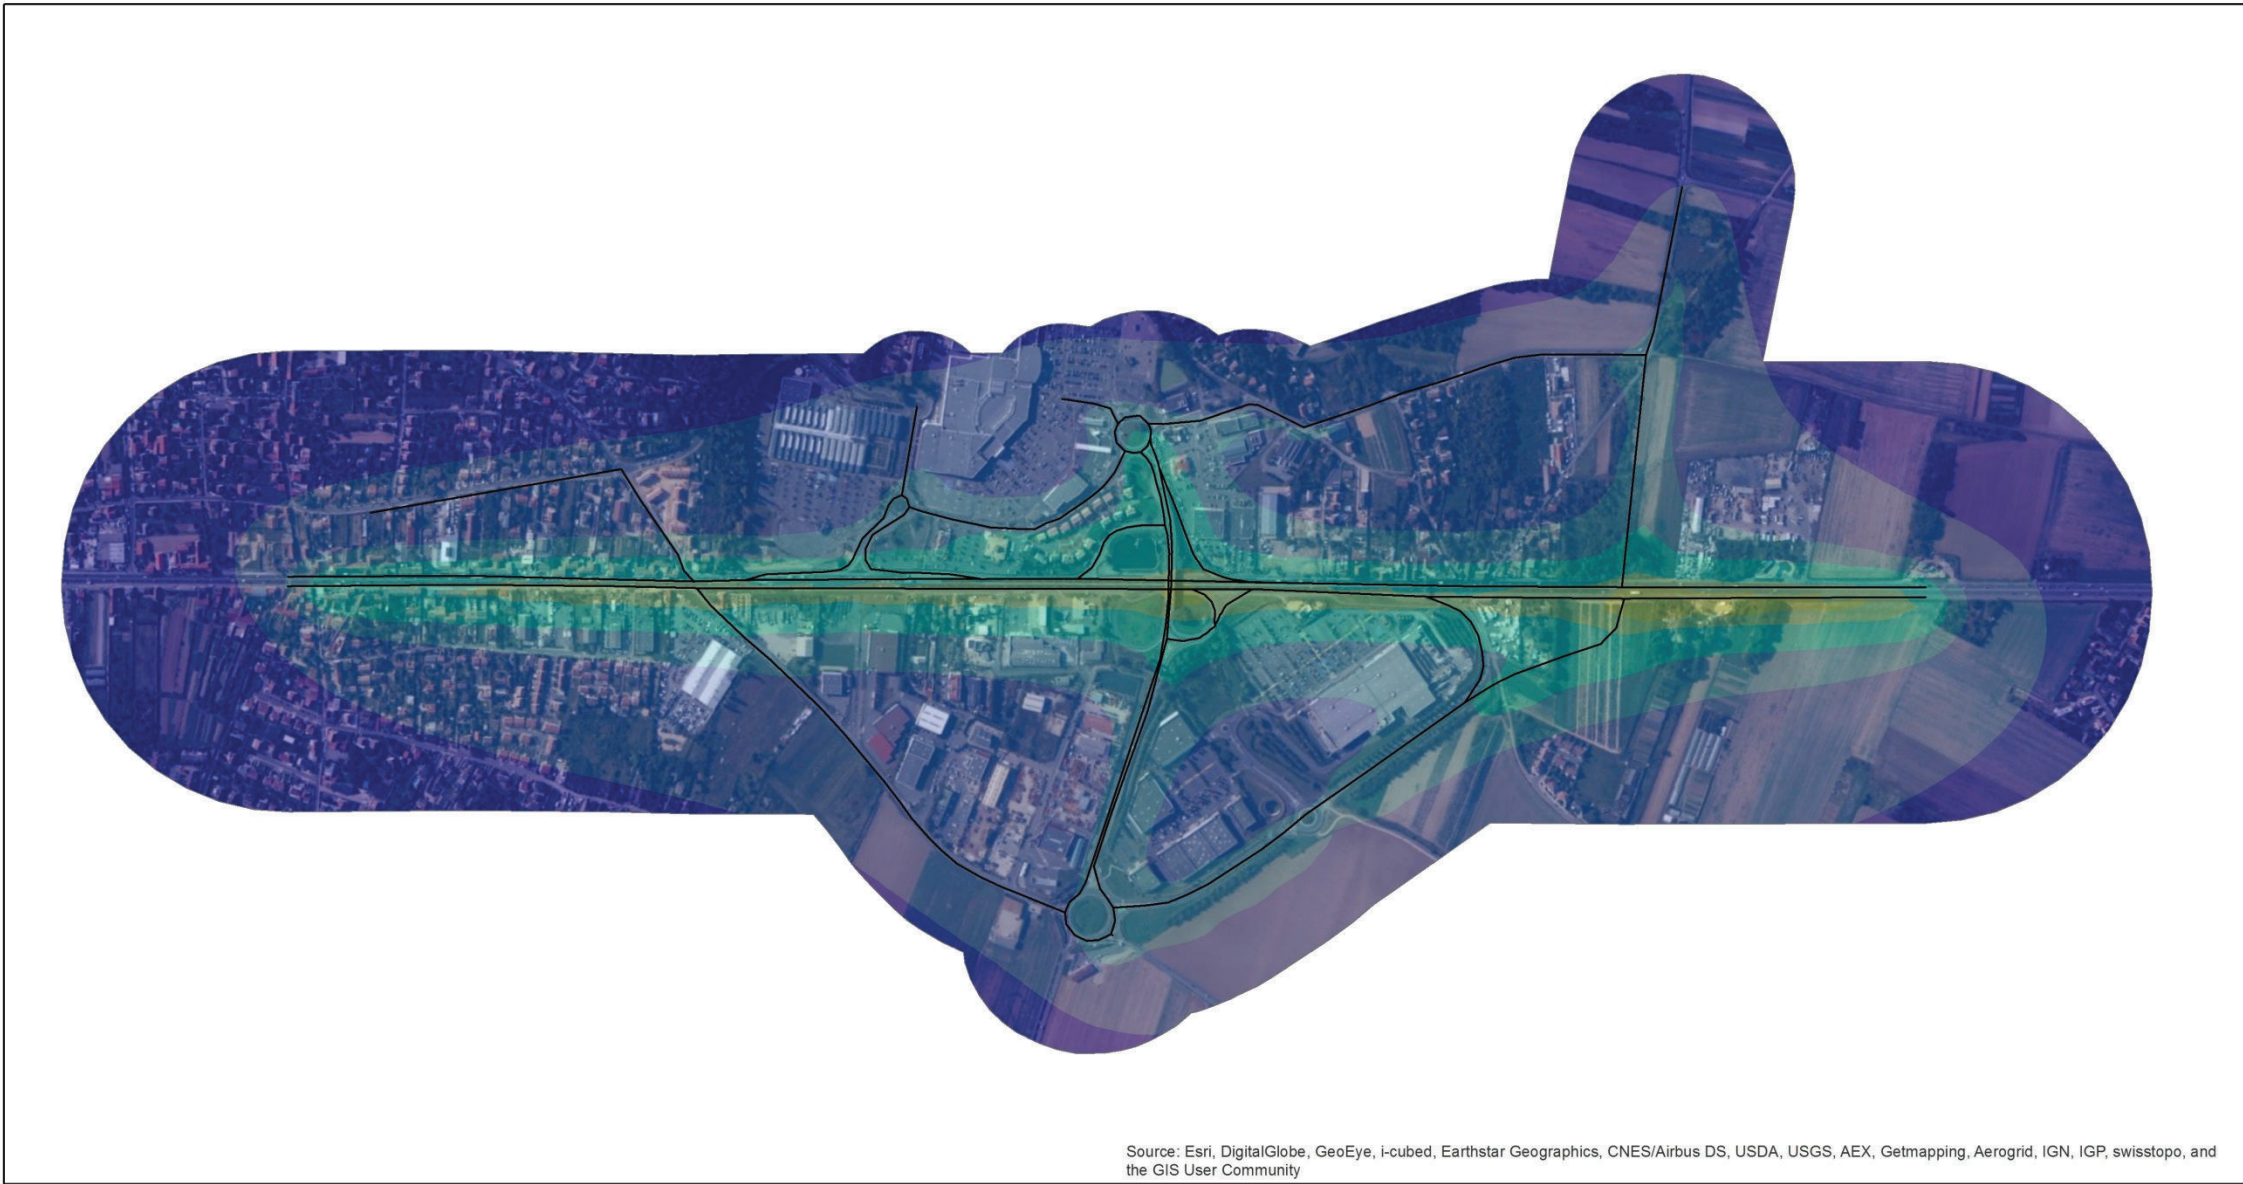 Source: Esri, DigitalGlobe, GeoEye, i-cubed, Earthstar Geographics, CNES/Airbus DS, USDA, USGS, AEX, Getmapping, Aerogrid, IGN, IGP, swisstopo, and
the GIS User Community